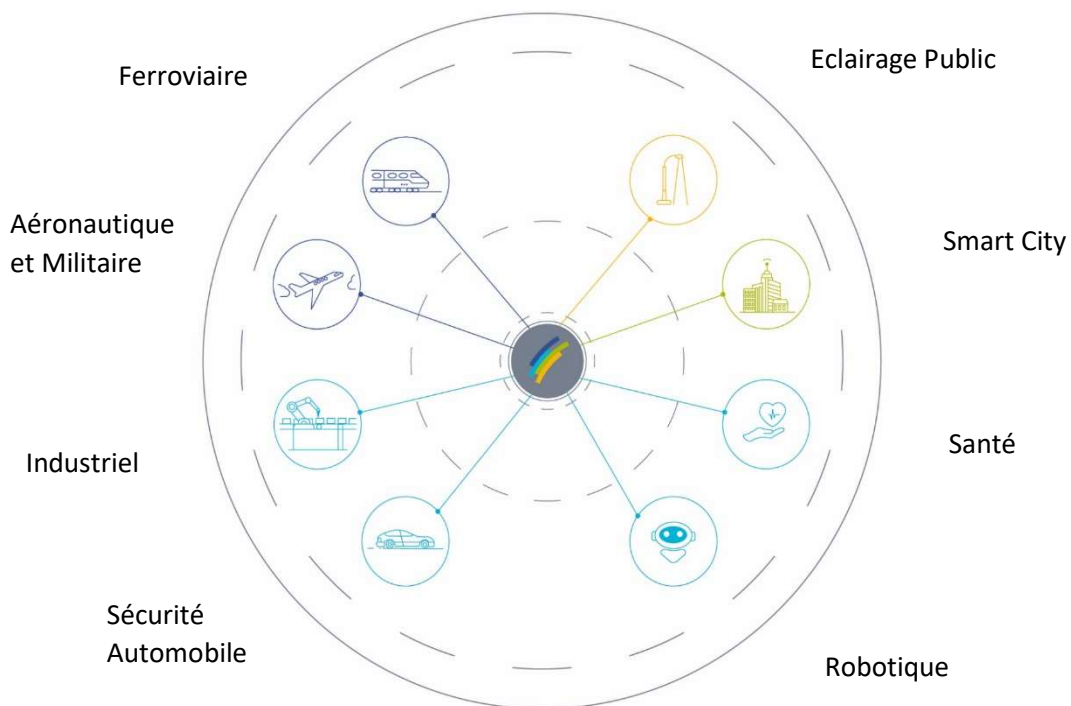 Ferroviaire
Eclairage Public
Aéronautique
et Militaire
Smart City
Industriel
Santé
Sécurité
Automobile
Robotique